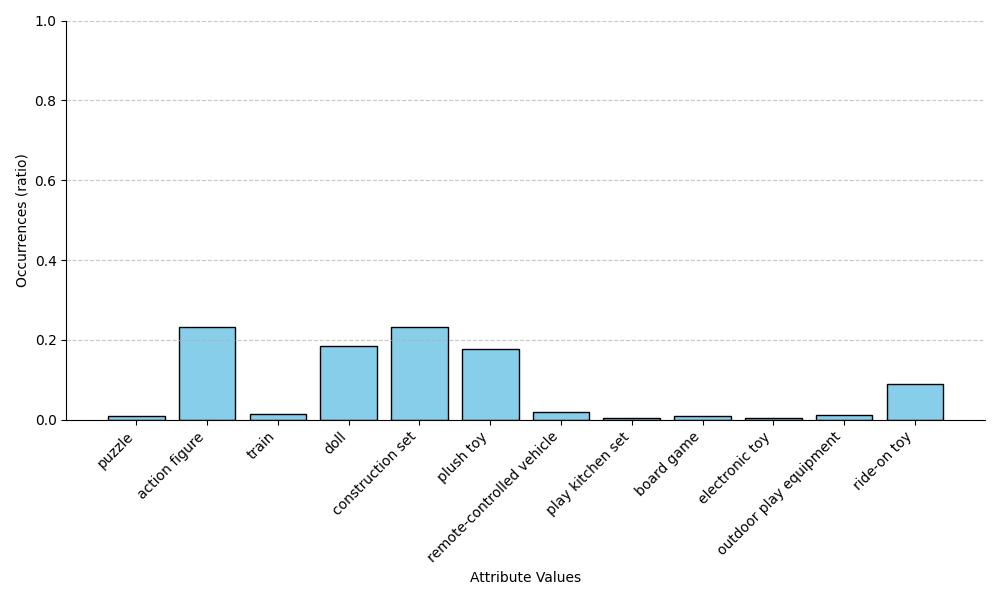 1.0
0.8
0.6
0.4
0.2
0.0
Occurrences (ratio)
puzzle
action figure
train
doll
construction set
plush toy
remote-controlled vehicle
play kitchen set
board game
electronic toy
outdoor play equipment
ride-on toy
Attribute Values